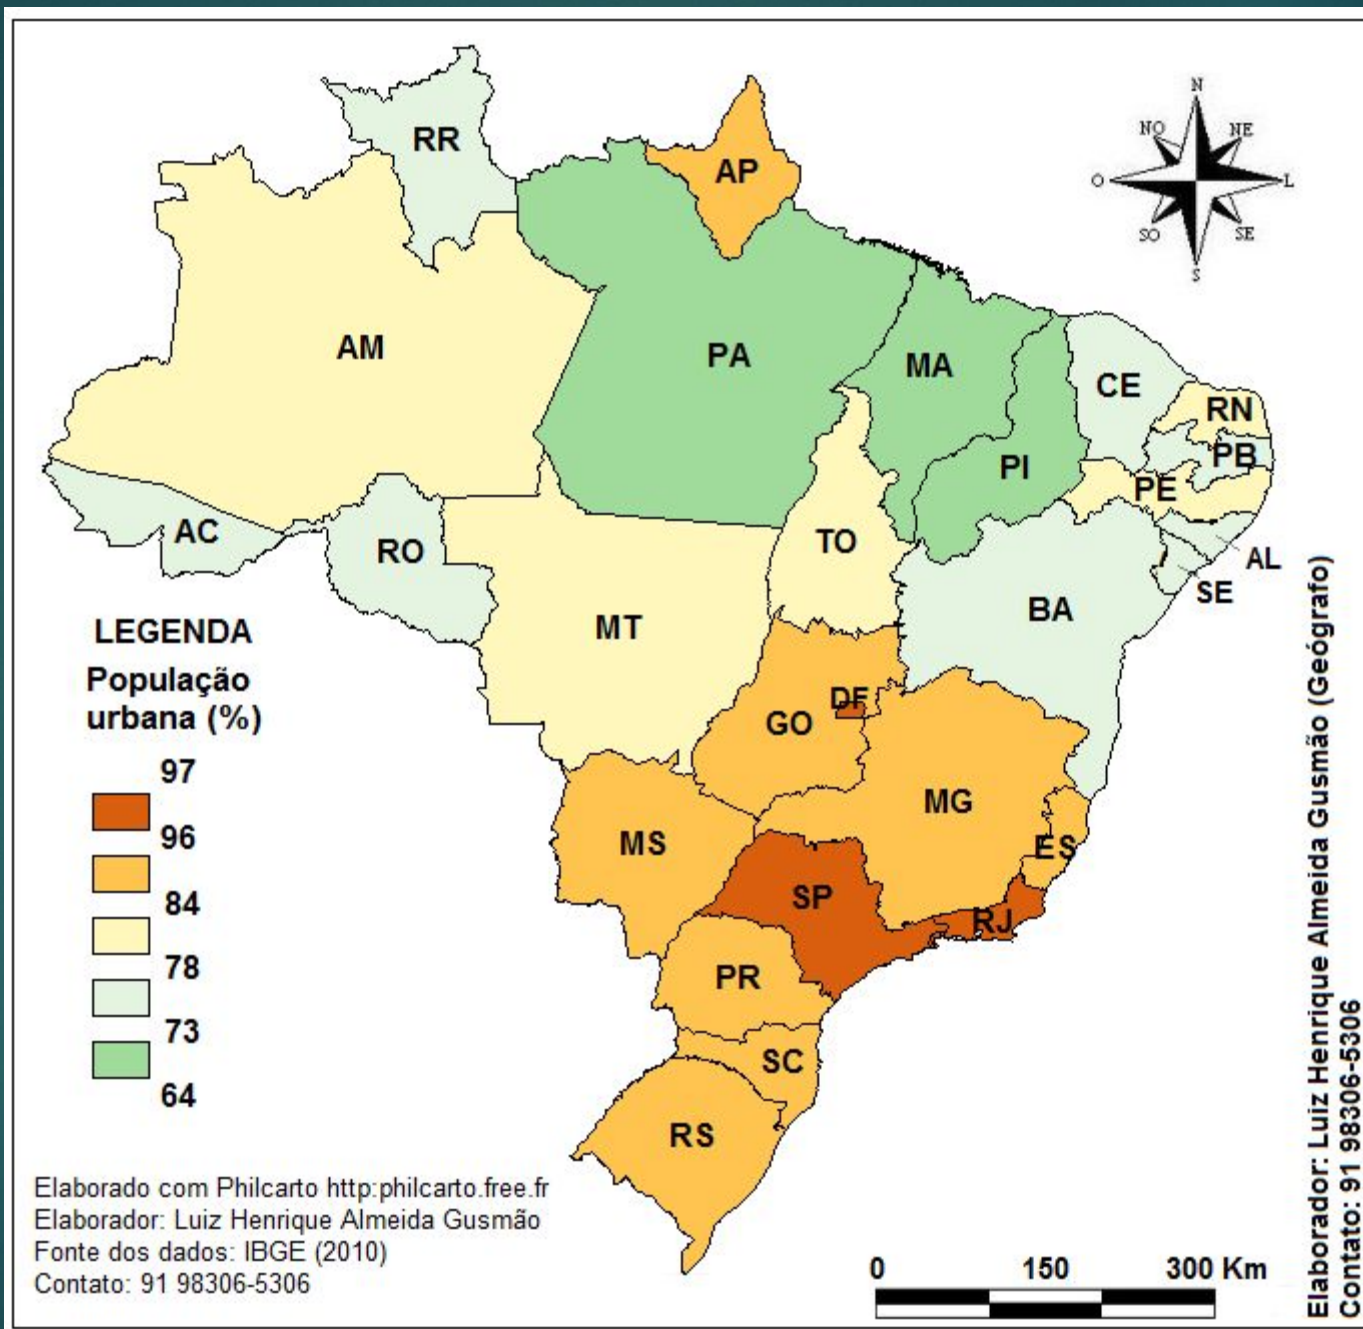 N
NO
NE
O
L
SO
SE
S
RR
AP
AM
PA
MA
CE
RN
PB
PI
PE
AC
RO
TO
AL
SE
BA
MT
DF
GO
MG
ES
MS
SP
RJ
PR
SC
RS
LEGENDA
População
urbana (%)
97
96
84
78
73
64
Elaborado com Philcarto http:philcarto.free.fr
Elaborador: Luiz Henrique Almeida Gusmão
Fonte dos dados: IBGE (2010)
Contato: 91 98306-5306
0 150 300 Km
Elaborador: Luiz Henrique Almeida Gusmão (Geógrafo)
Contato: 91 98306-5306